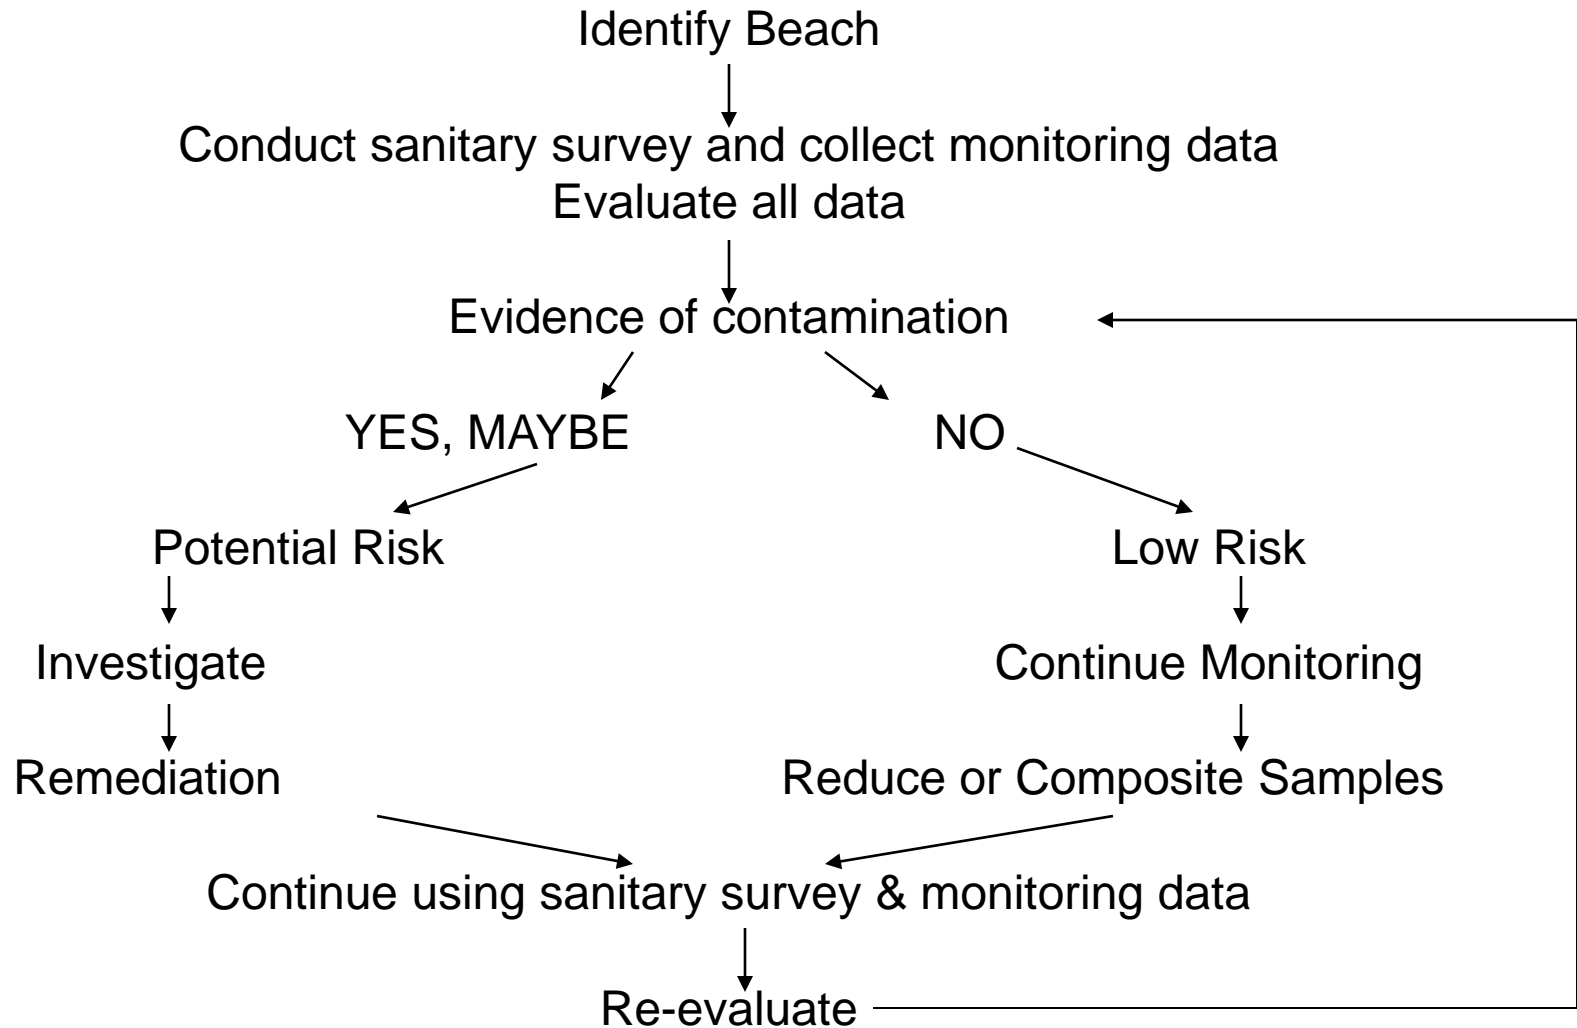 Identify Beach
Conduct sanitary survey and collect monitoring data
Evaluate all data
Evidence of contamination
YES, MAYBE
NO
Potential Risk
Low Risk
Investigate
Continue Monitoring
Remediation
Reduce or Composite Samples
Continue using sanitary survey & monitoring data
Re-evaluate